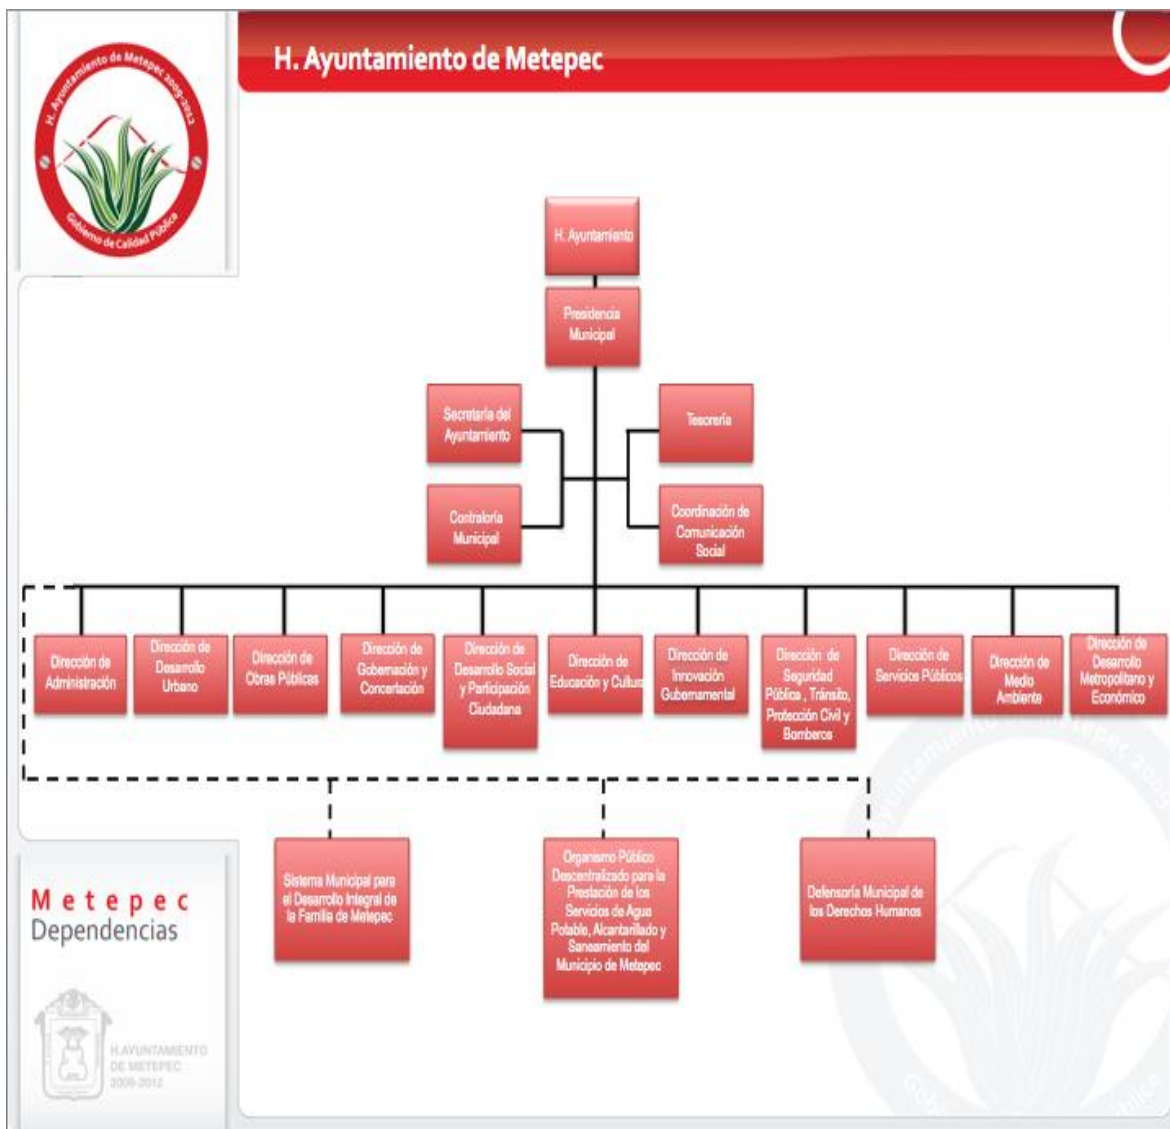 H. Ayuntamiento de Metepec 2009-2012
Gobierno de Calidad Pública
H. Ayuntamiento de Metepec
H. Ayuntamiento
Presidencia
Municipal
Secretaría del
Ayuntamiento
Tesorería
Contraloría
Municipal
Coordinación de
Comunicación
Social
Dirección de
Administración
Dirección de
Desarrollo
Urbano
Dirección de
Obras Públicas
Dirección de
Gobernación y
Concertación
Dirección de
Desarrollo Social
y Participación
Ciudadana
Dirección de
Educación y Cultura
Dirección de
Innovación
Gubernamental
Dirección de
Seguridad
Pública , Tránsito,
Protección Civil y
Bomberos
Dirección de
Servicios Públicos
Dirección de
Medio
Ambiente
Dirección de
Desarrollo
Metropolitano y
Económico
Sistema Municipal para
el Desarrollo Integral de
la Familia de Metepec
Organismo Público
Descentralizado para la
Prestación de los
Servicios de Agua
Potable, Alcantarillado y
Saneamiento del
Municipio de Metepec
Defensoría Municipal de
los Derechos Humanos
Metepec
Dependencias
H.AYUNTAMIENTO
DE METEPEC
2009-2012